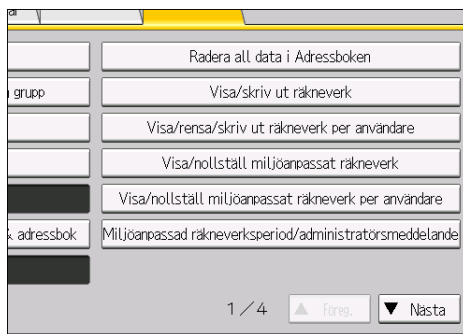 Radera all data i Adressboken
grupp
Visa/skriv ut räkneverk
Visa/rensa/skriv ut räkneverk per användare
Visa/nollställ miljöanpassat räkneverk
Visa/nollställ miljöanpassat räkneverk per användare
& adressbok
Miljöanpassad räkneverksperiod/administratörsmeddelande
1/4
▲ Föreg.
▼ Nästa